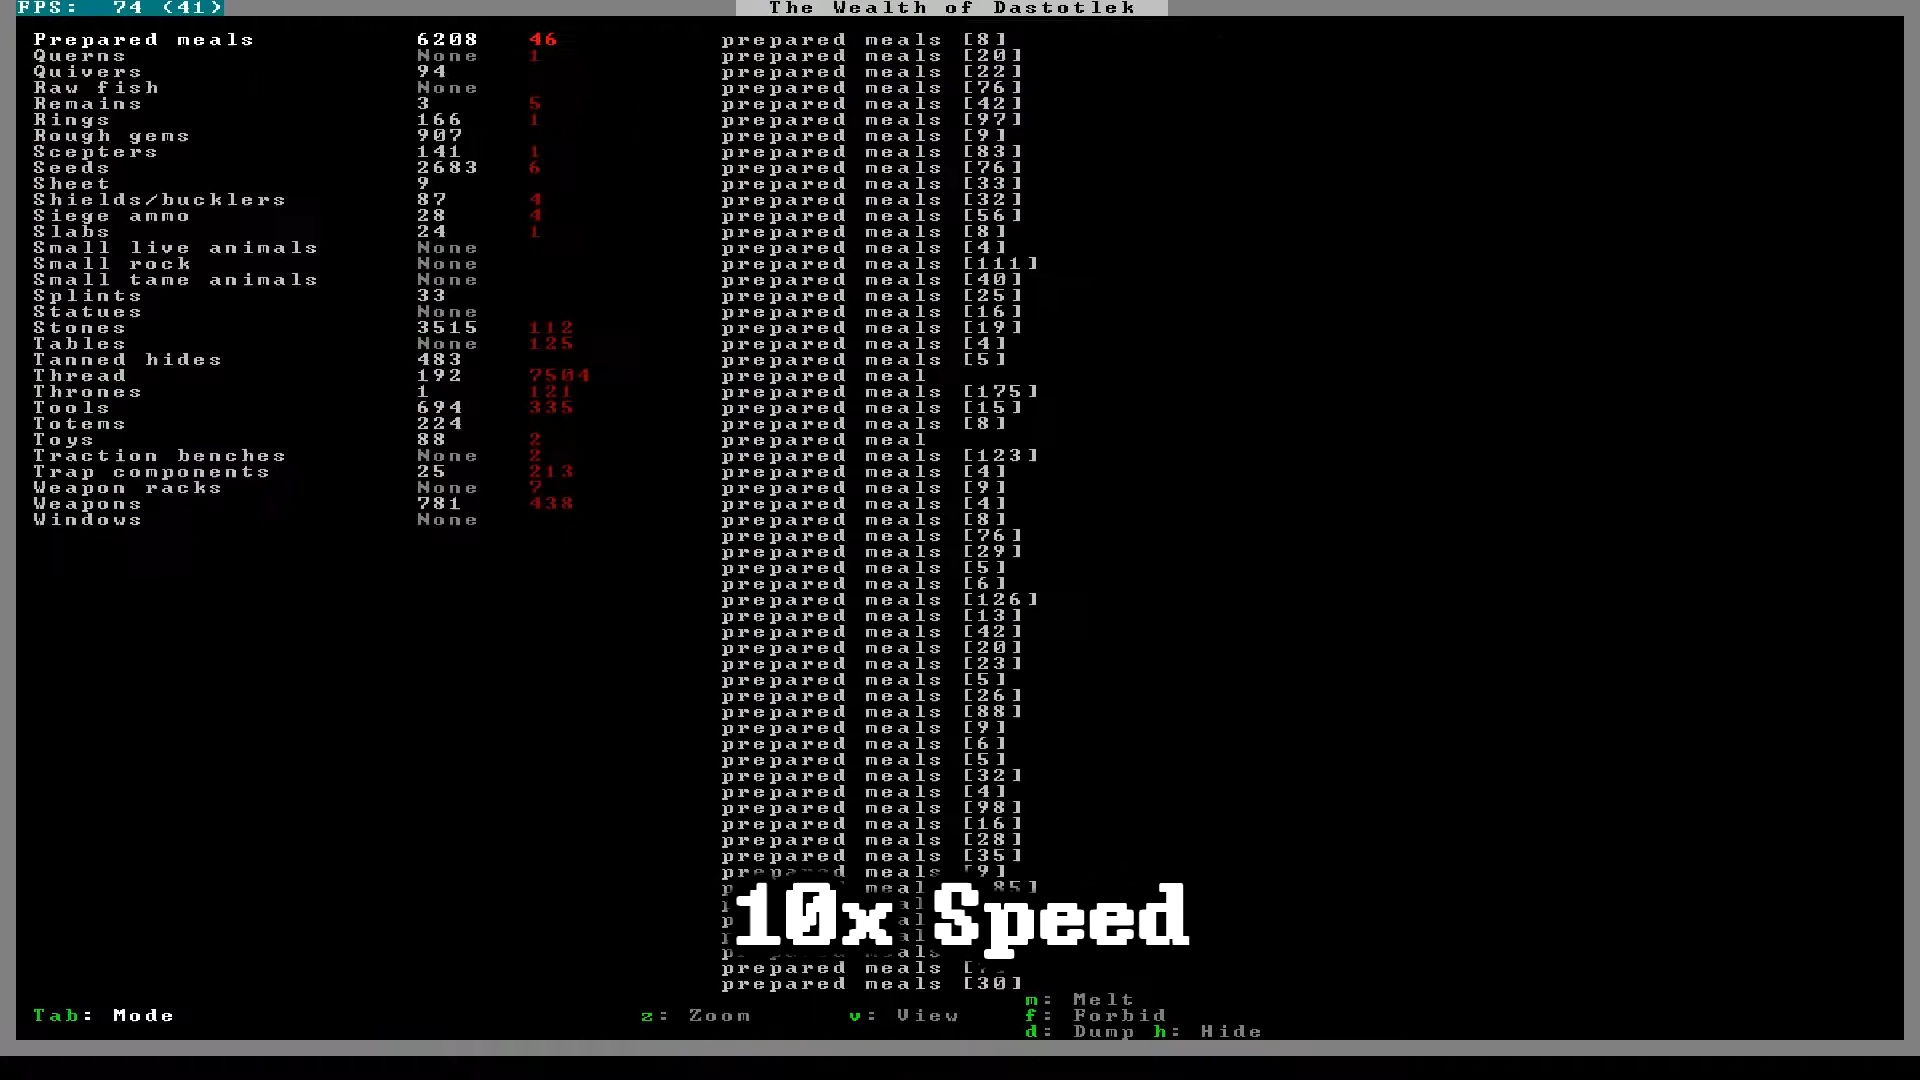 FPS: 74 (41)
The Wealth of Dastotlek
Prepared meals 6208 46
Querns None 1
Quivers 94
Raw fish None
Remains 3 5
Rings 166 1
Rough gems 907
Scepters 141 1
Seeds 2683 6
Sheet 9
Shields/bucklers 87 4
Siege ammo 28 4
Slabs 24 1
Small live animals None
Small rock None
Small tame animals None
Splints 33
Statues None
Stones 3515 112
Tables None 125
Tanned hides 483
Thread 192 7504
Thrones 1 121
Tools 694 335
Totems 224
Toys 88 2
Traction benches None 2
Trap components 25 213
Weapon racks None 7
Weapons 781 438
Windows None
prepared meals [8]
prepared meals [20]
prepared meals [22]
prepared meals [76]
prepared meals [42]
prepared meals [97]
prepared meals [9]
prepared meals [83]
prepared meals [76]
prepared meals [33]
prepared meals [32]
prepared meals [56]
prepared meals [8]
prepared meals [4]
prepared meals [111]
prepared meals [40]
prepared meals [25]
prepared meals [16]
prepared meals [19]
prepared meals [4]
prepared meals [5]
prepared meal
prepared meals [175]
prepared meals [15]
prepared meals [8]
prepared meal
prepared meals [123]
prepared meals [4]
prepared meals [9]
prepared meals [4]
prepared meals [8]
prepared meals [76]
prepared meals [29]
prepared meals [5]
prepared meals [6]
prepared meals [126]
prepared meals [13]
prepared meals [42]
prepared meals [20]
prepared meals [23]
prepared meals [5]
prepared meals [26]
prepared meals [88]
prepared meals [9]
prepared meals [6]
prepared meals [5]
prepared meals [32]
prepared meals [4]
prepared meals [98]
prepared meals [16]
prepared meals [28]
prepared meals [35]
prepared meals [9]
10x Speed
prepared meals
prepared meals [30]
Tab: Mode
z: Zoom
v: View
m: Melt
f: Forbid
d: Dump h: Hide